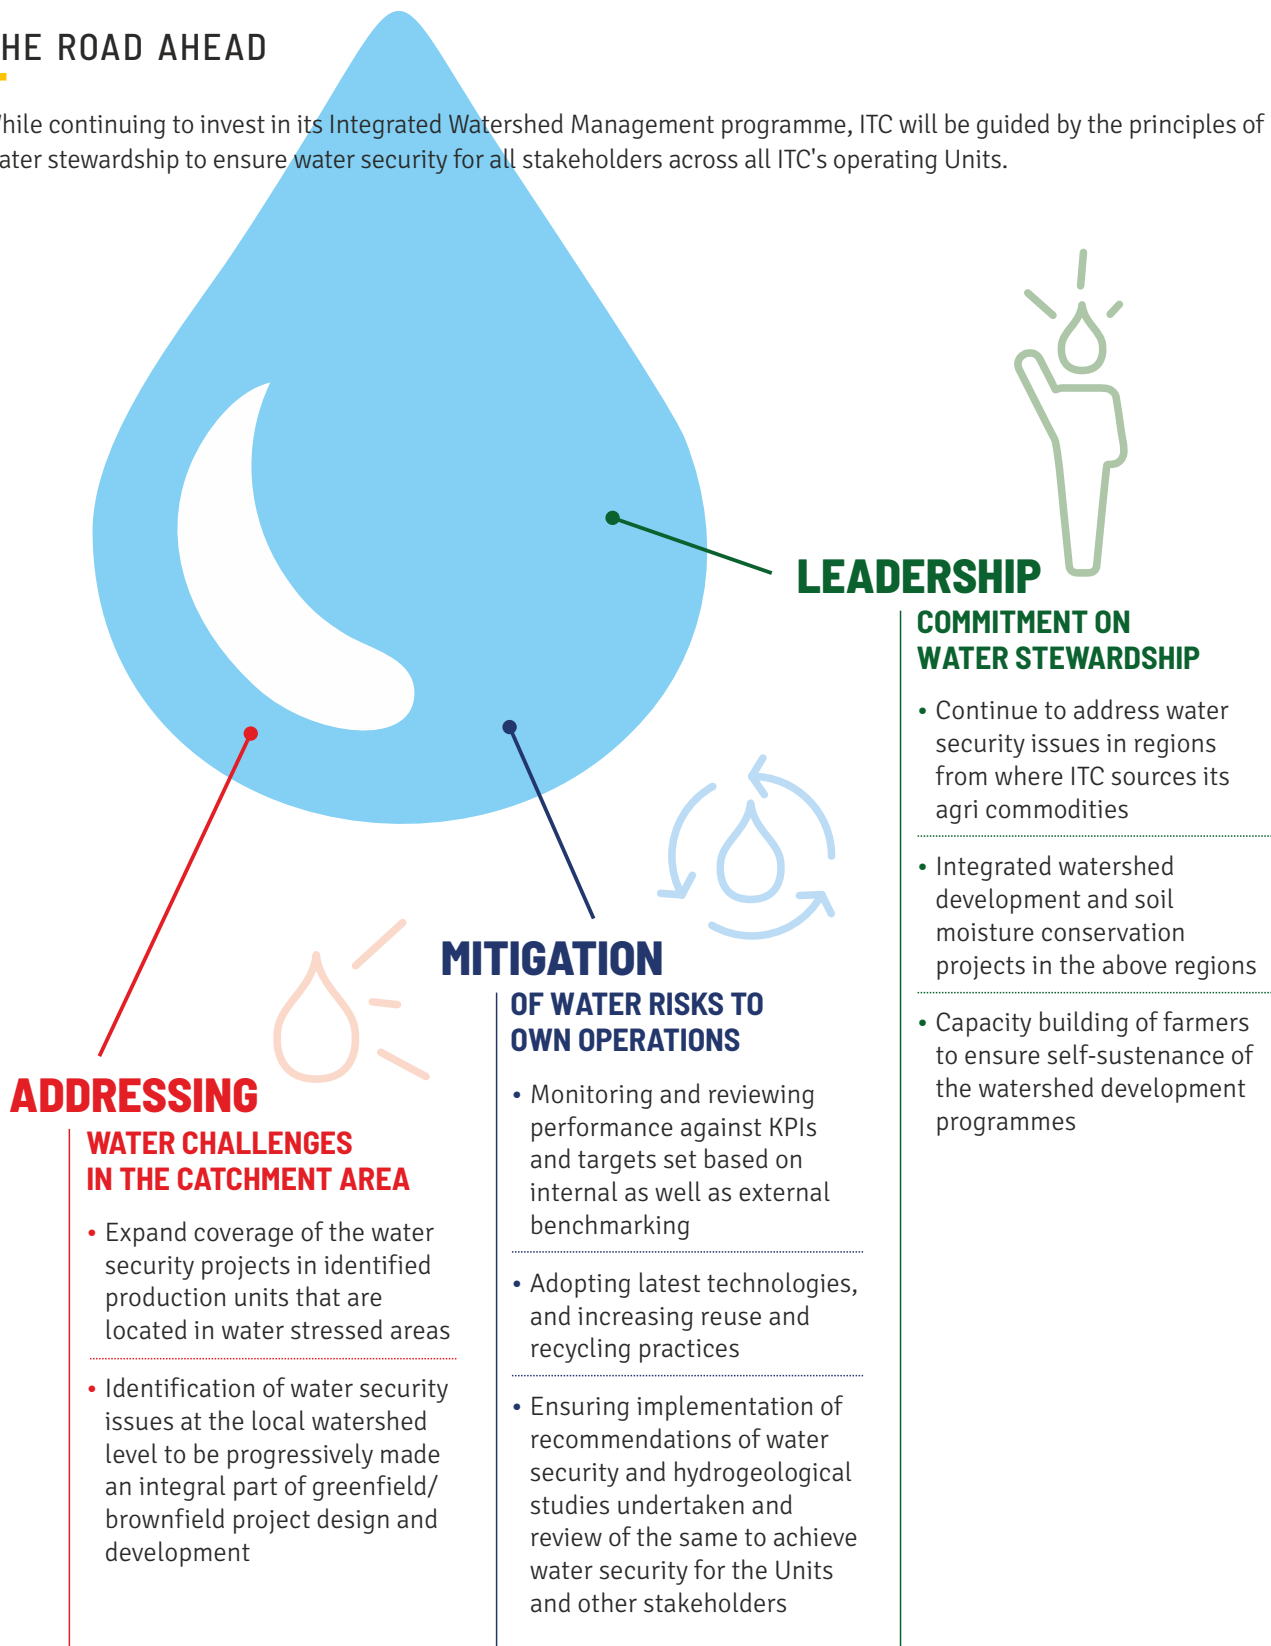 HE ROAD AHEAD
hile continuing to invest in its Integrated Watershed Management programme, ITC will be guided by the principles of
ater stewardship to ensure water security for all stakeholders across all ITC's operating Units.
LEADERSHIP
COMMITMENT ON
WATER STEWARDSHIP
• Continue to address water
security issues in regions
from where ITC sources its
agri commodities
• Integrated watershed
development and soil
moisture conservation
projects in the above regions
• Capacity building of farmers
to ensure self-sustenance of
the watershed development
programmes
MITIGATION
OF WATER RISKS TO
OWN OPERATIONS
• Monitoring and reviewing
performance against KPIs
and targets set based on
internal as well as external
benchmarking
• Adopting latest technologies,
and increasing reuse and
recycling practices
• Ensuring implementation of
recommendations of water
security and hydrogeological
studies undertaken and
review of the same to achieve
water security for the Units
and other stakeholders
ADDRESSING
WATER CHALLENGES
IN THE CATCHMENT AREA
• Expand coverage of the water
security projects in identified
production units that are
located in water stressed areas
• Identification of water security
issues at the local watershed
level to be progressively made
an integral part of greenfield/
brownfield project design and
development